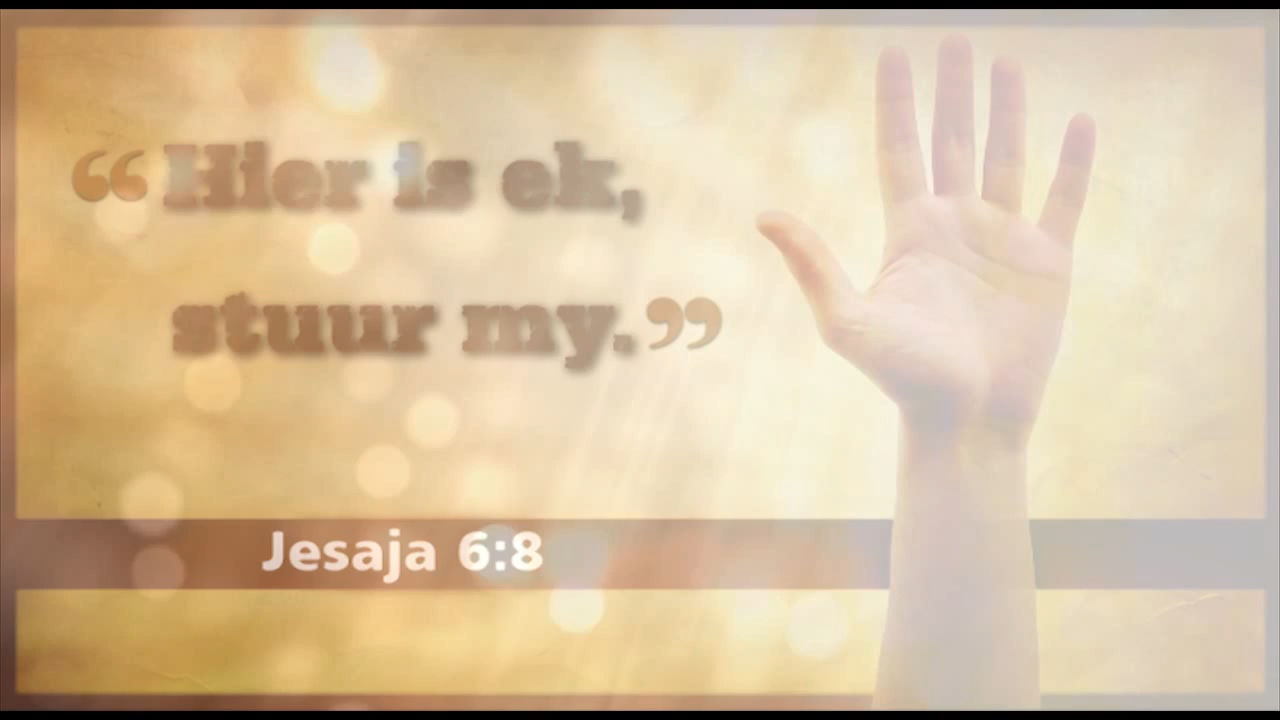 “Hier is ek,
stuur my.”
Jesaja 6:8